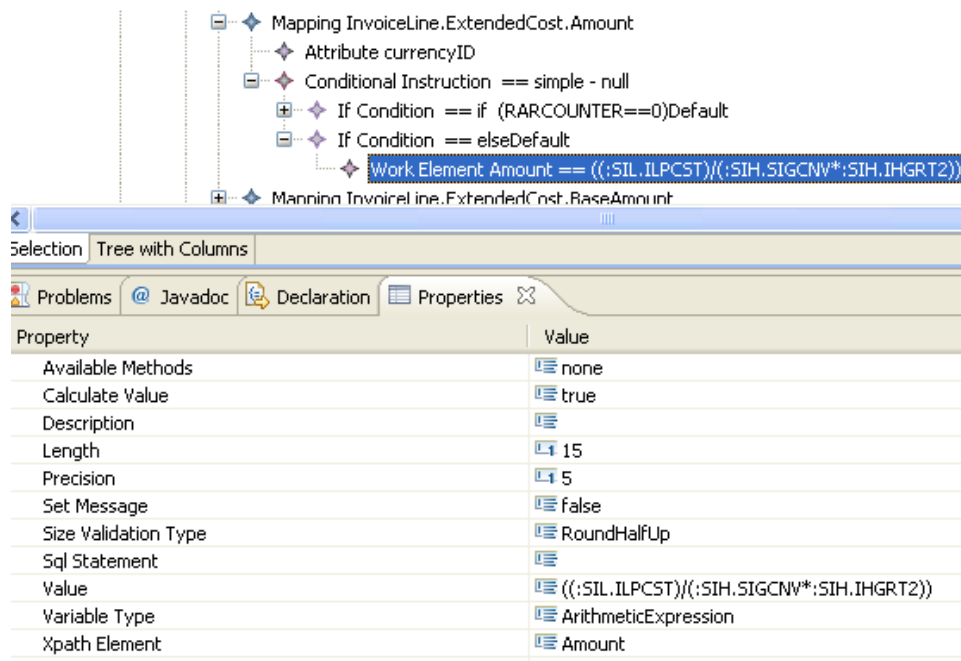 Mapping InvoiceLine.ExtendedCost.Amount
Attribute currencyID
Conditional Instruction == simple - null
If Condition == if (RARCOUNTER==0)Default
If Condition == elseDefault
Work Element Amount == ((:SIL.ILPCST)/(:SIH.SIGCNV*:SIH.IHGRT2))
Mapping InvoiceLine.ExtendedCost.BaseAmount
Selection Tree with Columns
Problems @ Javadoc Declaration Properties
Property Value
Available Methods none
Calculate Value true
Description
Length 15
Precision 5
Set Message false
Size Validation Type RoundHalfUp
Sql Statement
Value ((:SIL.ILPCST)/(:SIH.SIGCNV*:SIH.IHGRT2))
Variable Type ArithmeticExpression
Xpath Element Amount